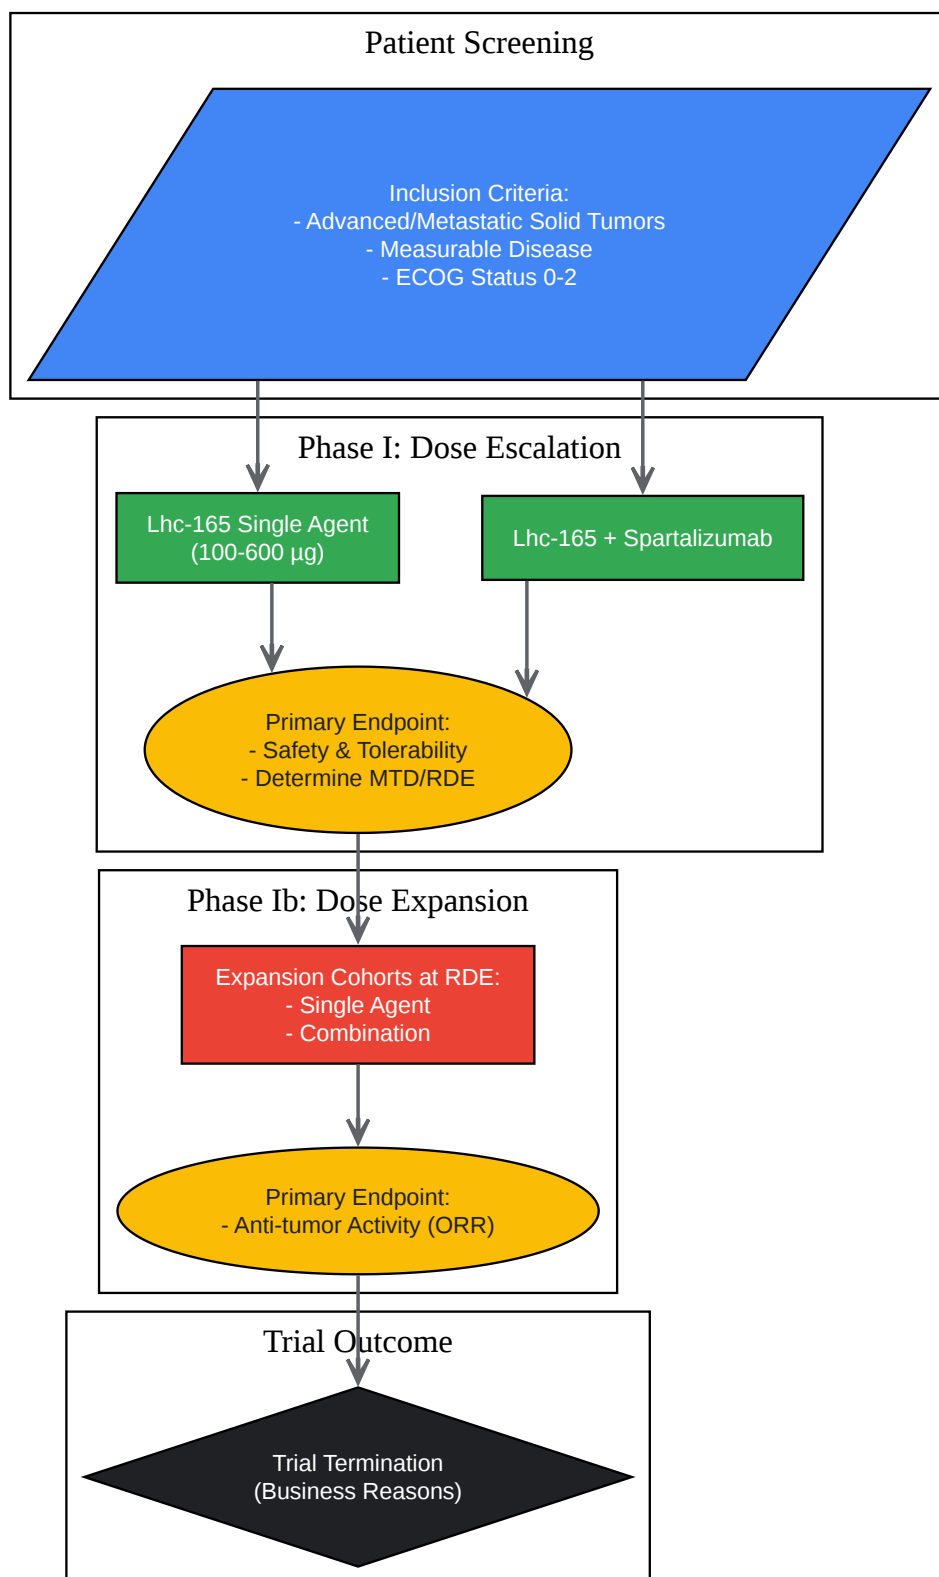 Patient Screening
Inclusion Criteria:
- Advanced/Metastatic Solid Tumors
- Measurable Disease
- ECOG Status 0-2
Phase I: Dose Escalation
Lhc-165 Single Agent
(100-600 µg)
Lhc-165 + Spartalizumab
Primary Endpoint:
- Safety & Tolerability
- Determine MTD/RDE
Phase Ib: Dose Expansion
Expansion Cohorts at RDE:
- Single Agent
- Combination
Primary Endpoint:
- Anti-tumor Activity (ORR)
Trial Outcome
Trial Termination
(Business Reasons)